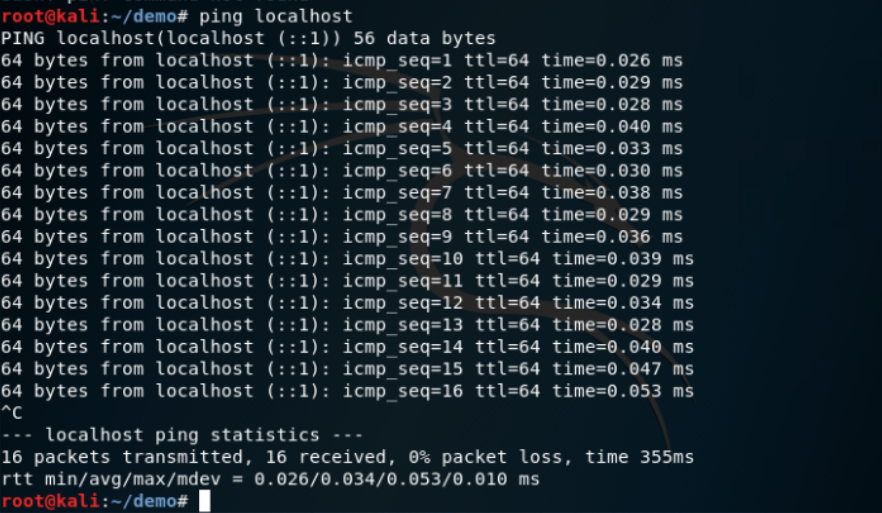 root@kali:~/demo# ping localhost
PING localhost(localhost (::1)) 56 data bytes
64 bytes from localhost (::1): icmp_seq=1 ttl=64 time=0.026 ms
64 bytes from localhost (::1): icmp_seq=2 ttl=64 time=0.029 ms
64 bytes from localhost (::1): icmp_seq=3 ttl=64 time=0.028 ms
64 bytes from localhost (::1): icmp_seq=4 ttl=64 time=0.040 ms
64 bytes from localhost (::1): icmp_seq=5 ttl=64 time=0.033 ms
64 bytes from localhost (::1): icmp_seq=6 ttl=64 time=0.030 ms
64 bytes from localhost (::1): icmp_seq=7 ttl=64 time=0.038 ms
64 bytes from localhost (::1): icmp_seq=8 ttl=64 time=0.029 ms
64 bytes from localhost (::1): icmp_seq=9 ttl=64 time=0.036 ms
64 bytes from localhost (::1): icmp_seq=10 ttl=64 time=0.039 ms
64 bytes from localhost (::1): icmp_seq=11 ttl=64 time=0.029 ms
64 bytes from localhost (::1): icmp_seq=12 ttl=64 time=0.034 ms
64 bytes from localhost (::1): icmp_seq=13 ttl=64 time=0.028 ms
64 bytes from localhost (::1): icmp_seq=14 ttl=64 time=0.040 ms
64 bytes from localhost (::1): icmp_seq=15 ttl=64 time=0.047 ms
64 bytes from localhost (::1): icmp_seq=16 ttl=64 time=0.053 ms
^C
--- localhost ping statistics ---
16 packets transmitted, 16 received, 0% packet loss, time 355ms
rtt min/avg/max/mdev = 0.026/0.034/0.053/0.010 ms
root@kali:~/demo#